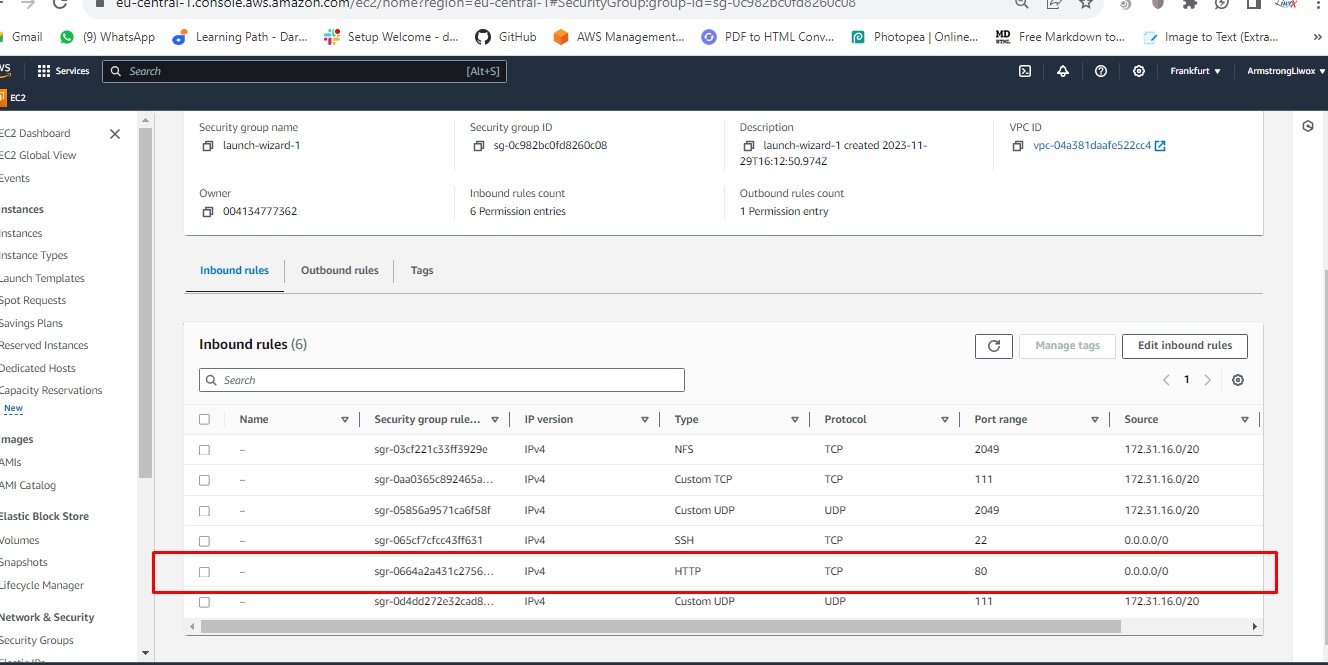 eu-central-1.console.aws.amazon.com/ec2/home?region=eu-central-1#SecurityGroup:group-id=sg-0c982bc0fd8260c08
Gmail (9) WhatsApp Learning Path - Dar... Setup Welcome - d... GitHub AWS Management... PDF to HTML Conv... Photopea | Online... Free Markdown to... Image to Text (Extra... »
Services Search [Alt+S] Frankfurt ▼ ArmstrongLiwox ▼
EC2
EC2 Dashboard
EC2 Global View
Events
Instances
Instances
Instance Types
Launch Templates
Spot Requests
Savings Plans
Reserved Instances
Dedicated Hosts
Capacity Reservations
New
Images
AMIs
AMI Catalog
Elastic Block Store
Volumes
Snapshots
Lifecycle Manager
Network & Security
Security Groups
Security group name Security group ID Description VPC ID
launch-wizard-1 sg-0c982bc0fd8260c08 launch-wizard-1 created 2023-11-29T16:12:50.974Z vpc-04a381daafe522cc4
Owner Inbound rules count Outbound rules count
004134777362 6 Permission entries 1 Permission entry
Inbound rules Outbound rules Tags
Inbound rules (6) Manage tags Edit inbound rules
Search 1
Name Security group rule... IP version Type Protocol Port range Source
– sgr-03cf221c33ff3929e IPv4 NFS TCP 2049 172.31.16.0/20
– sgr-0aa0365c892465a... IPv4 Custom TCP TCP 111 172.31.16.0/20
– sgr-05856a9571ca6f58f IPv4 Custom UDP UDP 2049 172.31.16.0/20
– sgr-065cf7cfcc43ff631 IPv4 SSH TCP 22 0.0.0.0/0
– sgr-0664a2a431c2756... IPv4 HTTP TCP 80 0.0.0.0/0
– sgr-0d4dd272e32cad8... IPv4 Custom UDP UDP 111 172.31.16.0/20